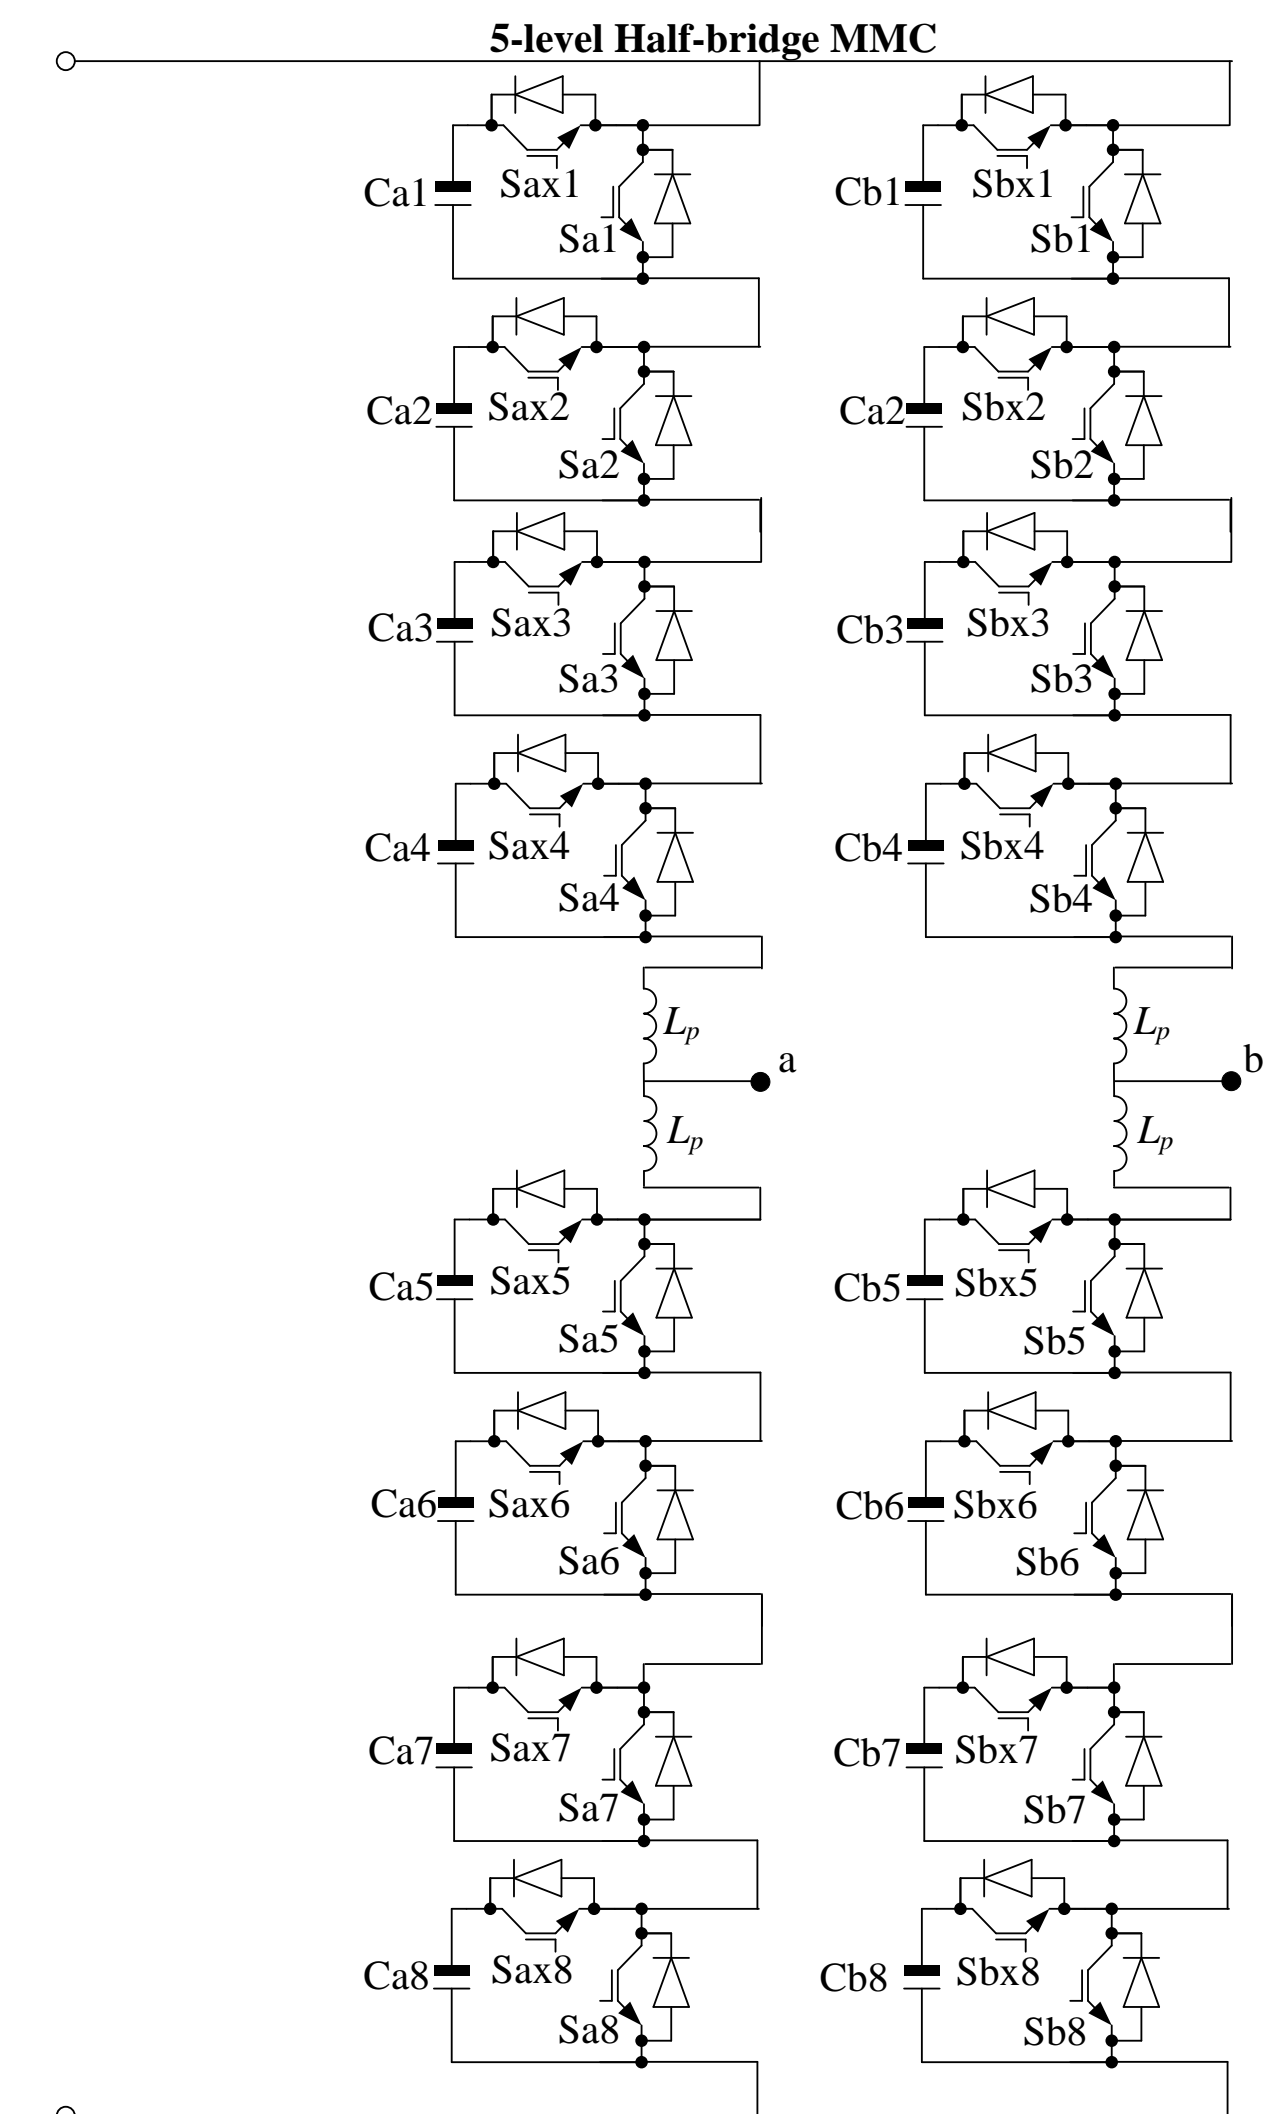 5-level Half-bridge MMC
Ca1 Sax1 Sa1 Cb1 Sbx1 Sb1
Ca2 Sax2 Sa2 Ca2 Sbx2 Sb2
Ca3 Sax3 Sa3 Cb3 Sbx3 Sb3
Ca4 Sax4 Sa4 Cb4 Sbx4 Sb4
Lp Lp
a b
Lp Lp
Ca5 Sax5 Sa5 Cb5 Sbx5 Sb5
Ca6 Sax6 Sa6 Cb6 Sbx6 Sb6
Ca7 Sax7 Sa7 Cb7 Sbx7 Sb7
Ca8 Sax8 Sa8 Cb8 Sbx8 Sb8